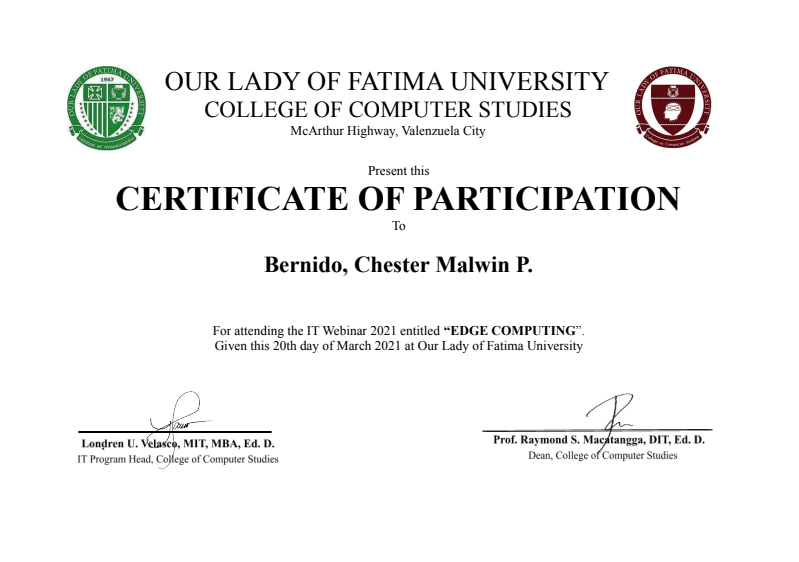 OUR LADY OF FATIMA UNIVERSITY
1967
OUR LADY OF FATIMA UNIVERSITY
COLLEGE OF COMPUTER STUDIES
McArthur Highway, Valenzuela City
OUR LADY OF FATIMA UNIVERSITY
College of Computer Studies
Present this
CERTIFICATE OF PARTICIPATION
To
Bernido, Chester Malwin P.
For attending the IT Webinar 2021 entitled “EDGE COMPUTING”.
Given this 20th day of March 2021 at Our Lady of Fatima University
Londren U. Velasco, MIT, MBA, Ed. D.
IT Program Head, College of Computer Studies
Prof. Raymond S. Macatangga, DIT, Ed. D.
Dean, College of Computer Studies